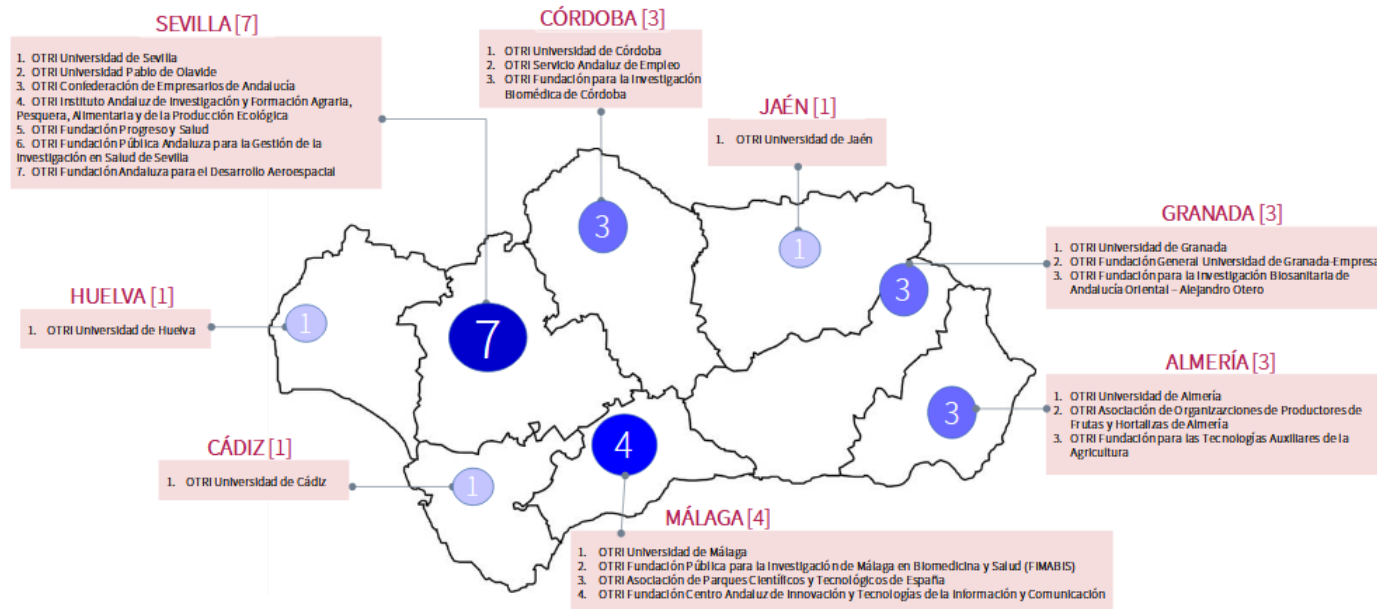 SEVILLA [7]
1. OTRI Universidad de Sevilla
2. OTRI Universidad Pablo de Olavide
3. OTRI Confederación de Empresarios de Andalucía
4. OTRI Instituto Andaluz de Investigación y Formación Agraria,
Pesquera, Alimentaria y de la Producción Ecológica
5. OTRI Fundación Progreso y Salud
6. OTRI Fundación Pública Andaluza para la Gestión de la
Investigación en Salud de Sevilla
7. OTRI Fundación Andaluza para el Desarrollo Aeroespacial
CÓRDOBA [3]
1. OTRI Universidad de Córdoba
2. OTRI Servicio Andaluz de Empleo
3. OTRI Fundación para la Investigación
Biomédica de Córdoba
JAÉN [1]
1. OTRI Universidad de Jaén
GRANADA [3]
1. OTRI Universidad de Granada
2. OTRI Fundación General Universidad de Granada-Empresa
3. OTRI Fundación para la Investigación Biosanitaria de
Andalucía Oriental – Alejandro Otero
HUELVA [1]
1. OTRI Universidad de Huelva
ALMERÍA [3]
1. OTRI Universidad de Almería
2. OTRI Asociación de Organizazciones de Productores de
Frutas y Hortalizas de Almería
3. OTRI Fundación para las Tecnologías Auxiliares de la
Agricultura
CÁDIZ [1]
1. OTRI Universidad de Cádiz
MÁLAGA [4]
1. OTRI Universidad de Málaga
2. OTRI Fundación Pública para la Investigación de Málaga en Biomedicina y Salud (FIMABIS)
3. OTRI Asociación de Parques Científicos y Tecnológicos de España
4. OTRI Fundación Centro Andaluz de Innovación y Tecnologías de la Información y Comunicación
3
1
3
1
7
3
4
1